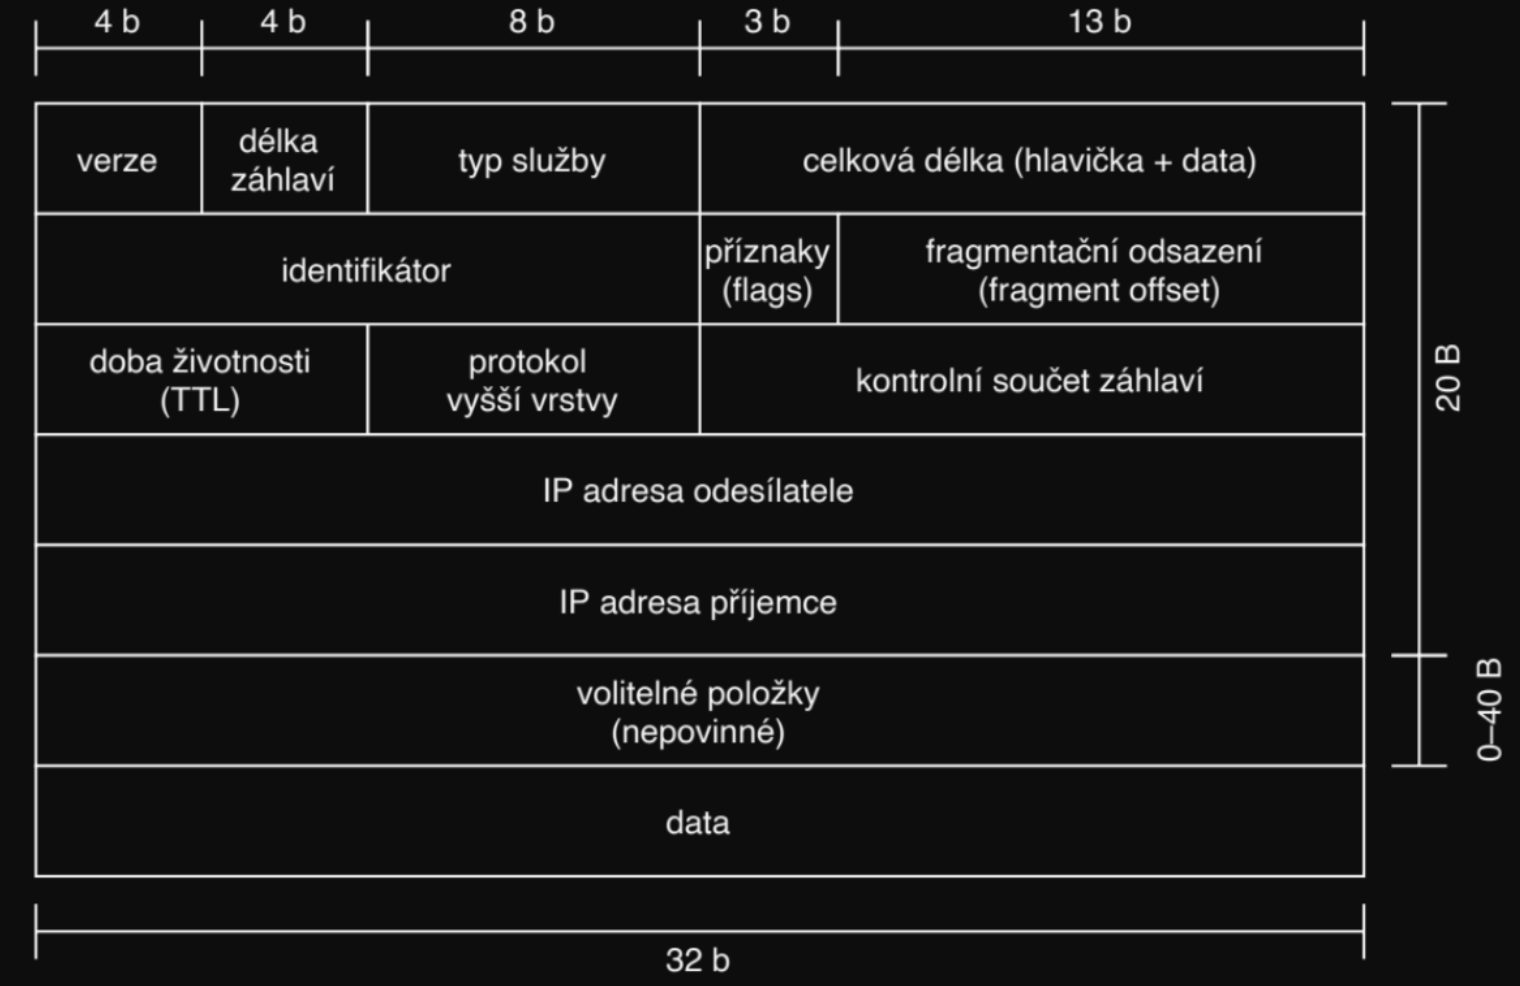 4 b 4 b 8 b 3 b 13 b
verze
délka
záhlaví
typ služby
celková délka (hlavička + data)
identifikátor
příznaky
(flags)
fragmentační odsazení
(fragment offset)
doba životnosti
(TTL)
protokol
vyšší vrstvy
kontrolní součet záhlaví
IP adresa odesílatele
IP adresa příjemce
20 B
volitelné položky
(nepovinné)
0–40 B
data
32 b